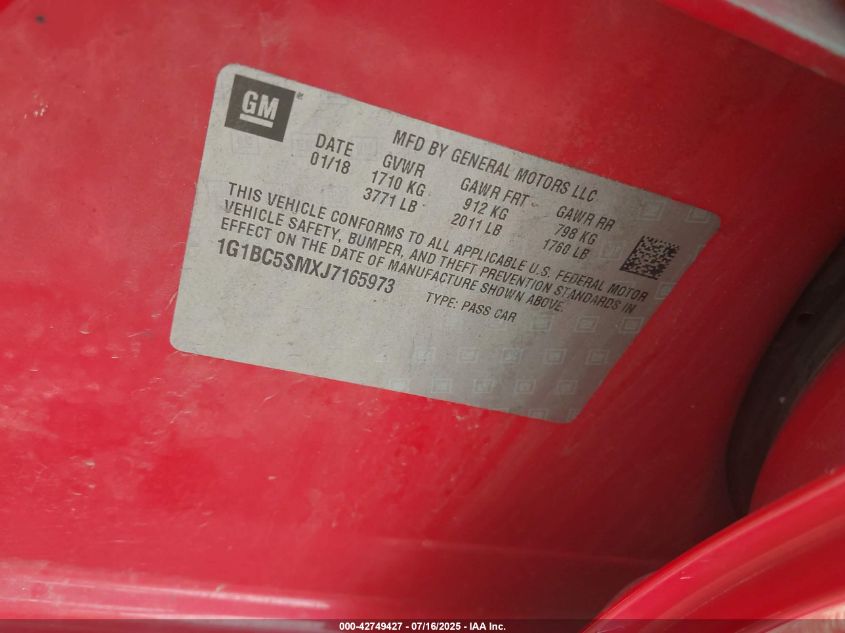 GM
MFD BY GENERAL MOTORS LLC
DATE GVWR GAWR FRT GAWR RR
01/18 1710 KG 912 KG 798 KG
3771 LB 2011 LB 1760 LB
THIS VEHICLE CONFORMS TO ALL APPLICABLE U.S. FEDERAL MOTOR
VEHICLE SAFETY, BUMPER, AND THEFT PREVENTION STANDARDS IN
EFFECT ON THE DATE OF MANUFACTURE SHOWN ABOVE.
1G1BC5SMXJ7165973 TYPE: PASS CAR
000-42749427 - 07/16/2025 - IAA Inc.